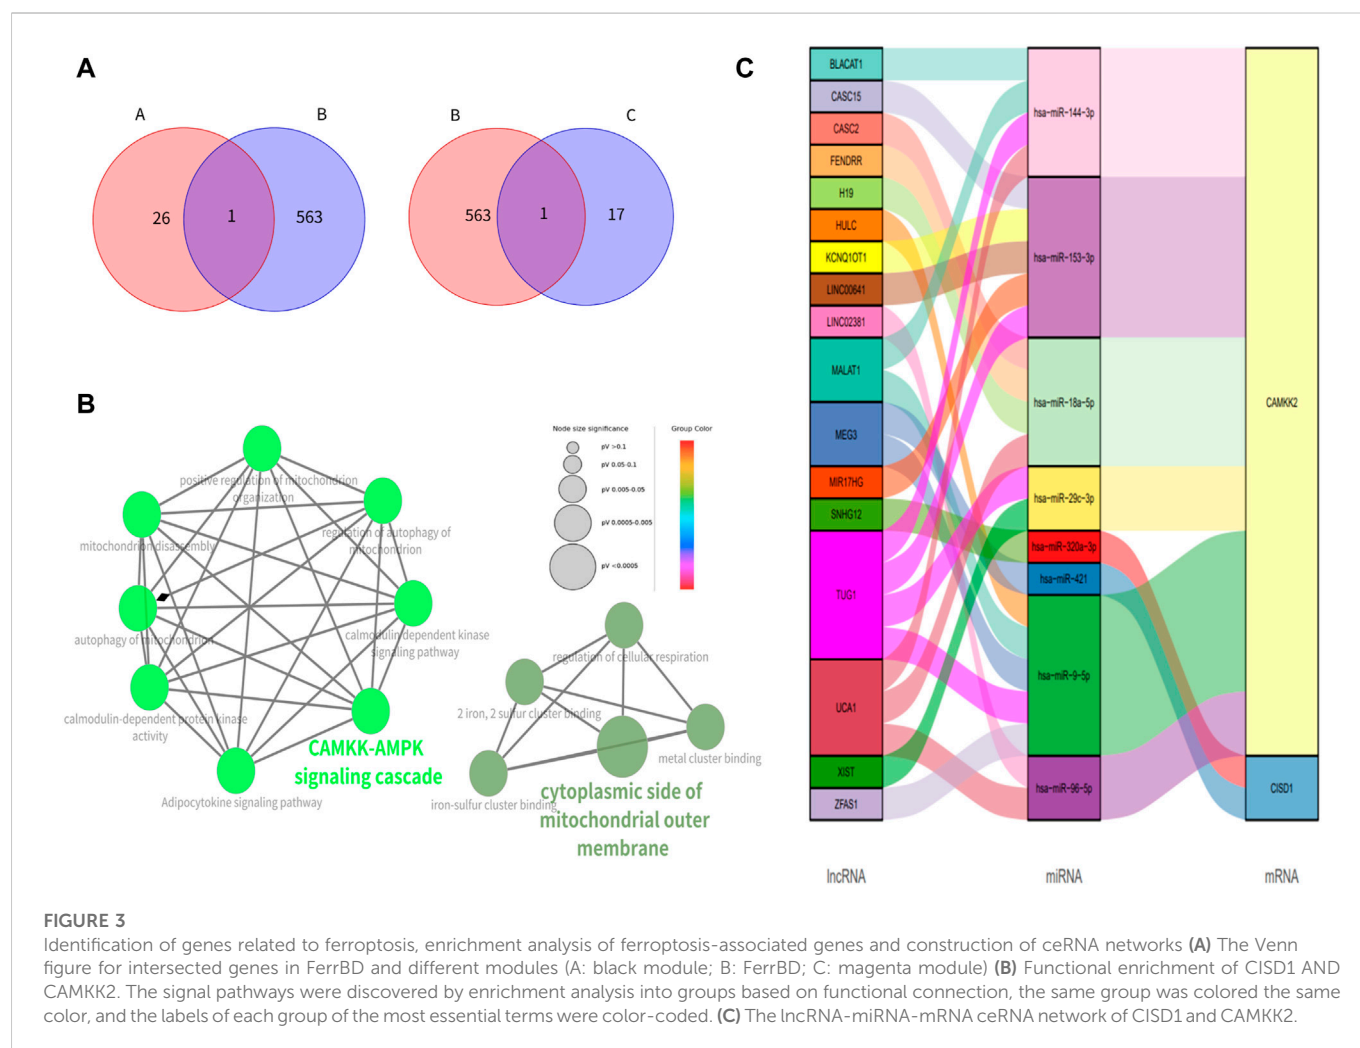 A
A
B
26
1
563
B
C
563
1
17
B
positive regulation of mitochondrion
organization
regulation of autophagy of
mitochondrion
mitochondrion disassembly
autophagy of mitochondrion
calmodulin dependent kinase
signaling pathway
calmodulin-dependent protein kinase
activity
CAMKK-AMPK
signaling cascade
Adipocytokine signaling pathway
Node size significance
pV >0.1
pV 0.05-0.1
pV 0.005-0.05
pV 0.0005-0.005
pV <0.0005
Group Color
regulation of cellular respiration
2 iron, 2 sulfur cluster binding
metal cluster binding
iron-sulfur cluster binding
cytoplasmic side of
mitochondrial outer
membrane
C
BLACAT1
CASC15
CASC2
FENDRR
H19
HULC
KCNQ1OT1
LINC00641
LINC02381
MALAT1
MEG3
MIR17HG
SNHG12
TUG1
UCA1
XIST
ZFAS1
hsa-miR-144-3p
hsa-miR-153-3p
hsa-miR-18a-5p
hsa-miR-29c-3p
hsa-miR-320a-3p
hsa-miR-421
hsa-miR-9-5p
hsa-miR-96-5p
CAMKK2
CISD1
lncRNA
miRNA
mRNA
FIGURE 3
Identification of genes related to ferroptosis, enrichment analysis of ferroptosis-associated genes and construction of ceRNA networks (A) The Venn
figure for intersected genes in FerrBD and different modules (A: black module; B: FerrBD; C: magenta module) (B) Functional enrichment of CISD1 AND
CAMKK2. The signal pathways were discovered by enrichment analysis into groups based on functional connection, the same group was colored the same
color, and the labels of each group of the most essential terms were color-coded. (C) The lncRNA-miRNA-mRNA ceRNA network of CISD1 and CAMKK2.